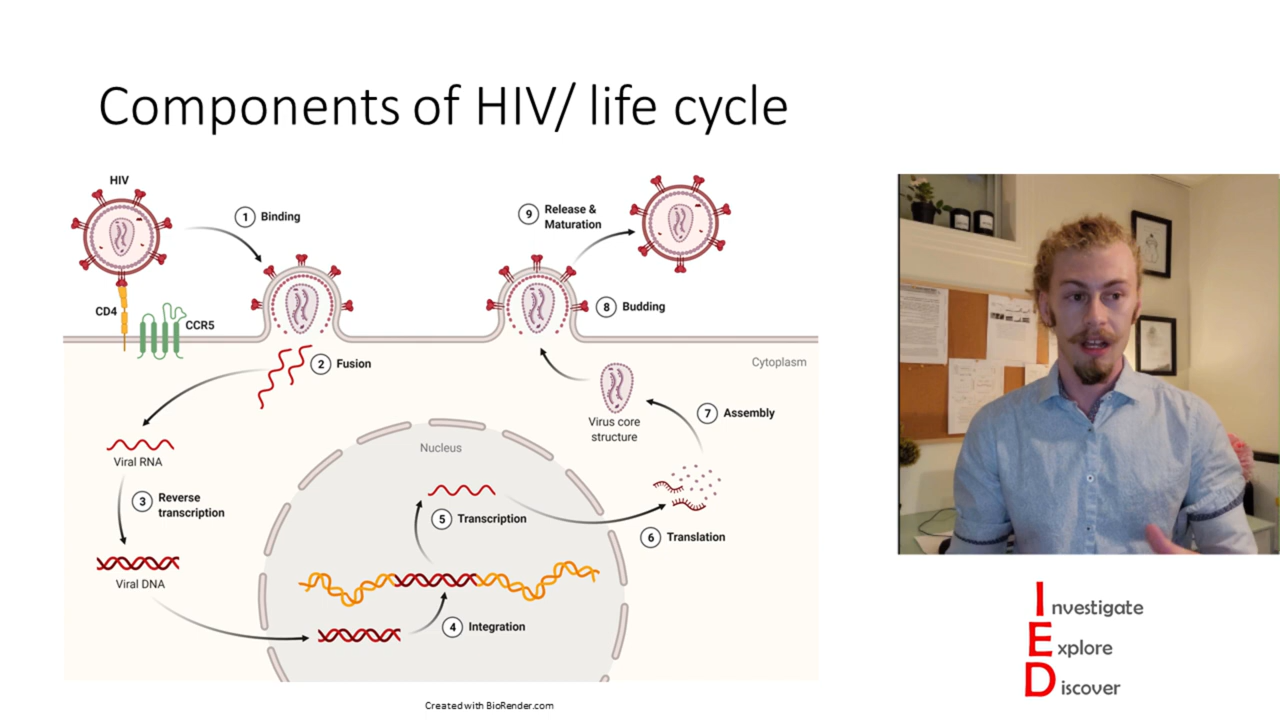 Components of HIV/ life cycle
HIV
1 Binding
9 Release &
Maturation
CD4
CCR5
8 Budding
2 Fusion
Cytoplasm
7 Assembly
Virus core
structure
Nucleus
Viral RNA
3 Reverse
transcription
5 Transcription
6 Translation
Viral DNA
4 Integration
Created with BioRender.com
Investigate
Explore
Discover